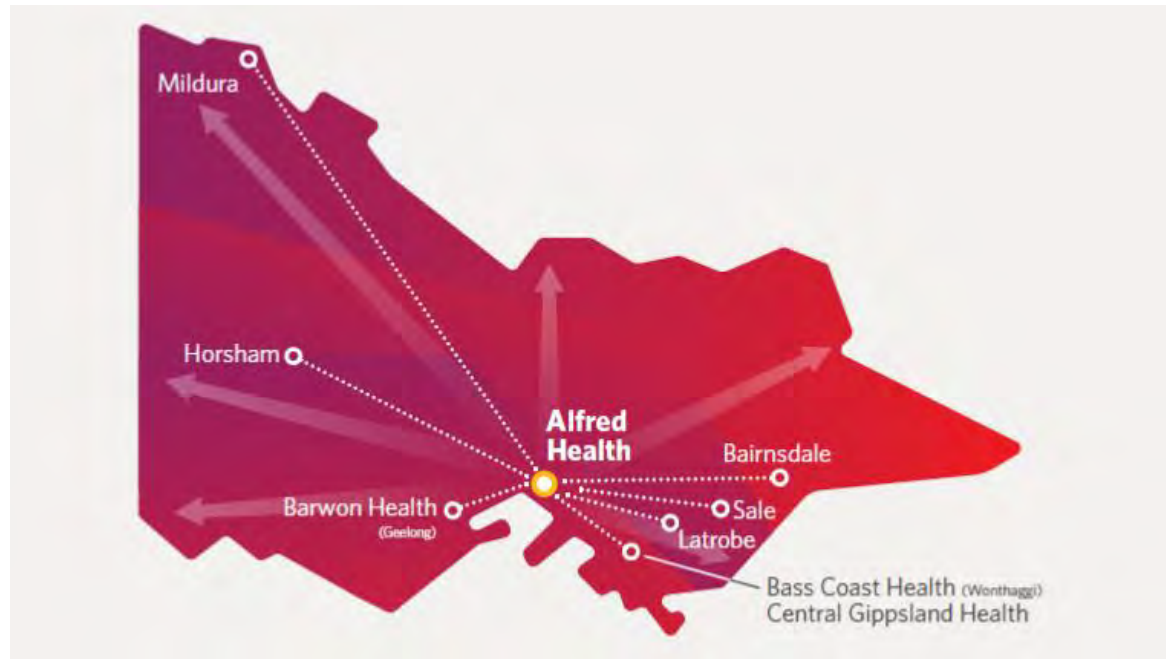 Mildura
Horsham
Alfred
Health
Bairnsdale
Barwon Health
(Geelong)
Sale
Latrobe
Bass Coast Health (Wonthaggi)
Central Gippsland Health